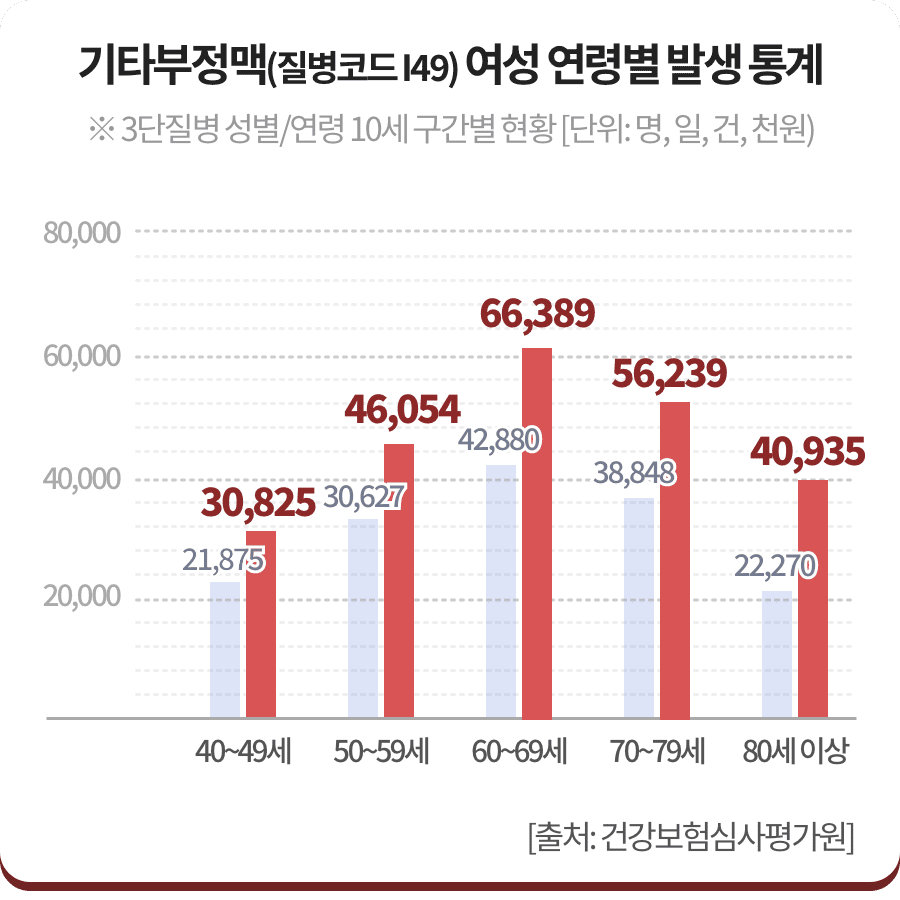 기타부정맥(질병코드 I49) 여성 연령별 발생 통계
※ 3단질병 성별/연령 10세 구간별 현황 [단위: 명, 일, 건, 천원)
80,000
60,000
40,000
20,000
21,875
30,825
30,627
46,054
42,880
66,389
38,848
56,239
22,270
40,935
40~49세
50~59세
60~69세
70~79세
80세 이상
[출처: 건강보험심사평가원]